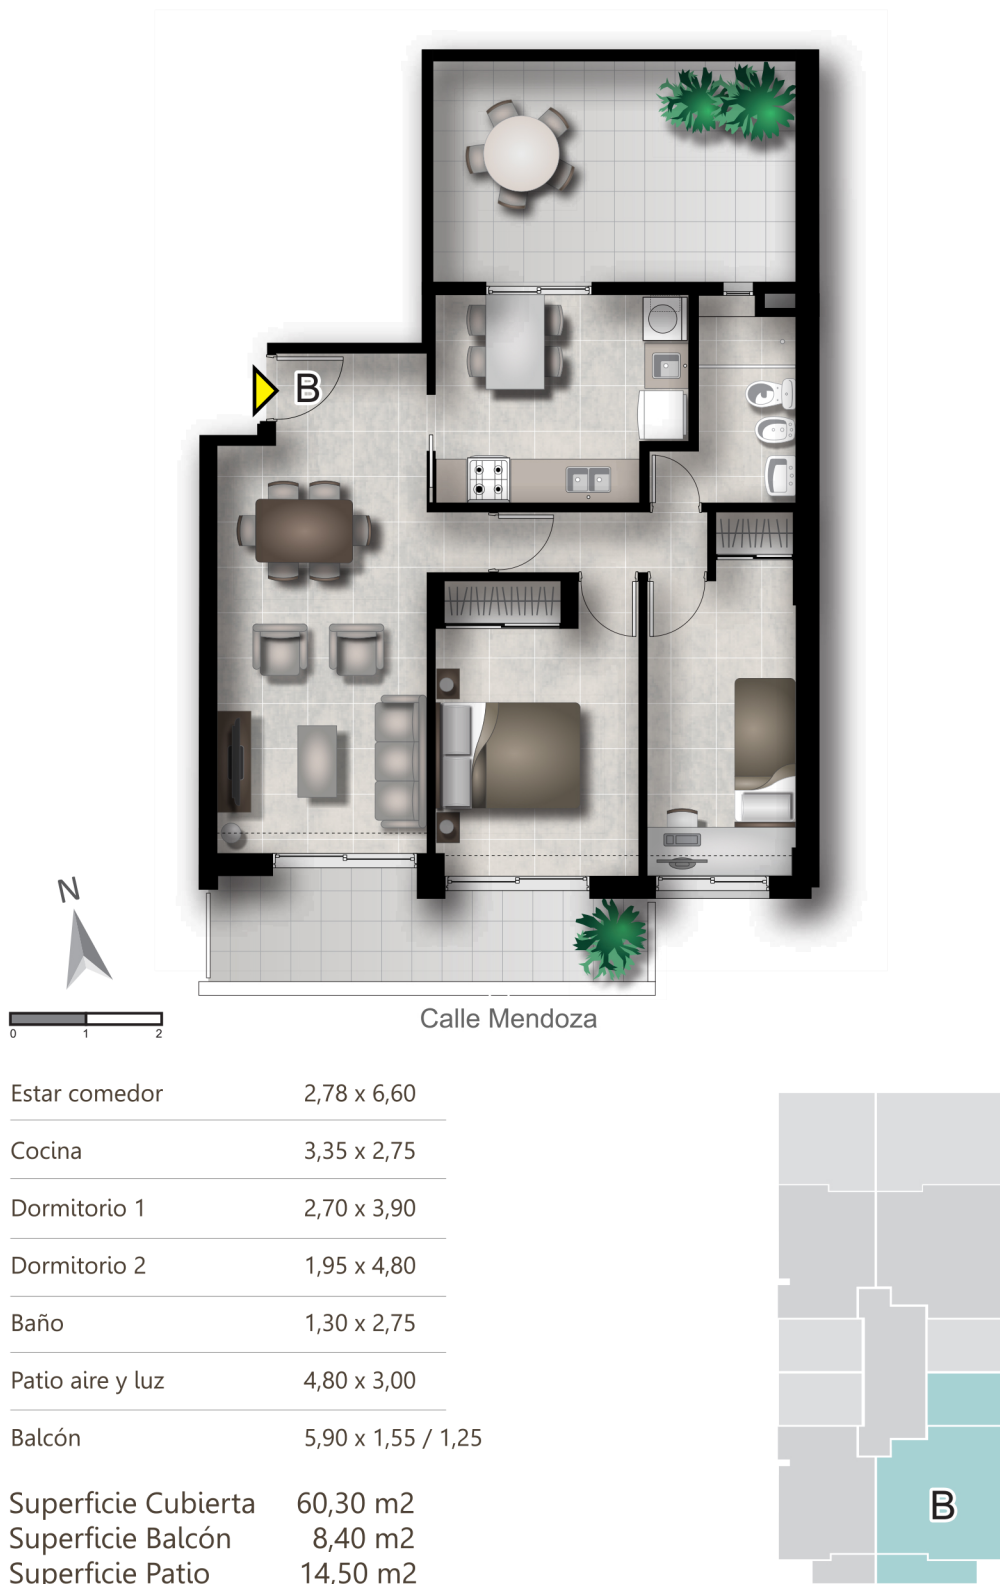 B
N
0 1 2
Calle Mendoza
Estar comedor 2,78 x 6,60
Cocina 3,35 x 2,75
Dormitorio 1 2,70 x 3,90
Dormitorio 2 1,95 x 4,80
Baño 1,30 x 2,75
Patio aire y luz 4,80 x 3,00
Balcón 5,90 x 1,55 / 1,25
Superficie Cubierta 60,30 m2
Superficie Balcón 8,40 m2
Superficie Patio 14,50 m2
B